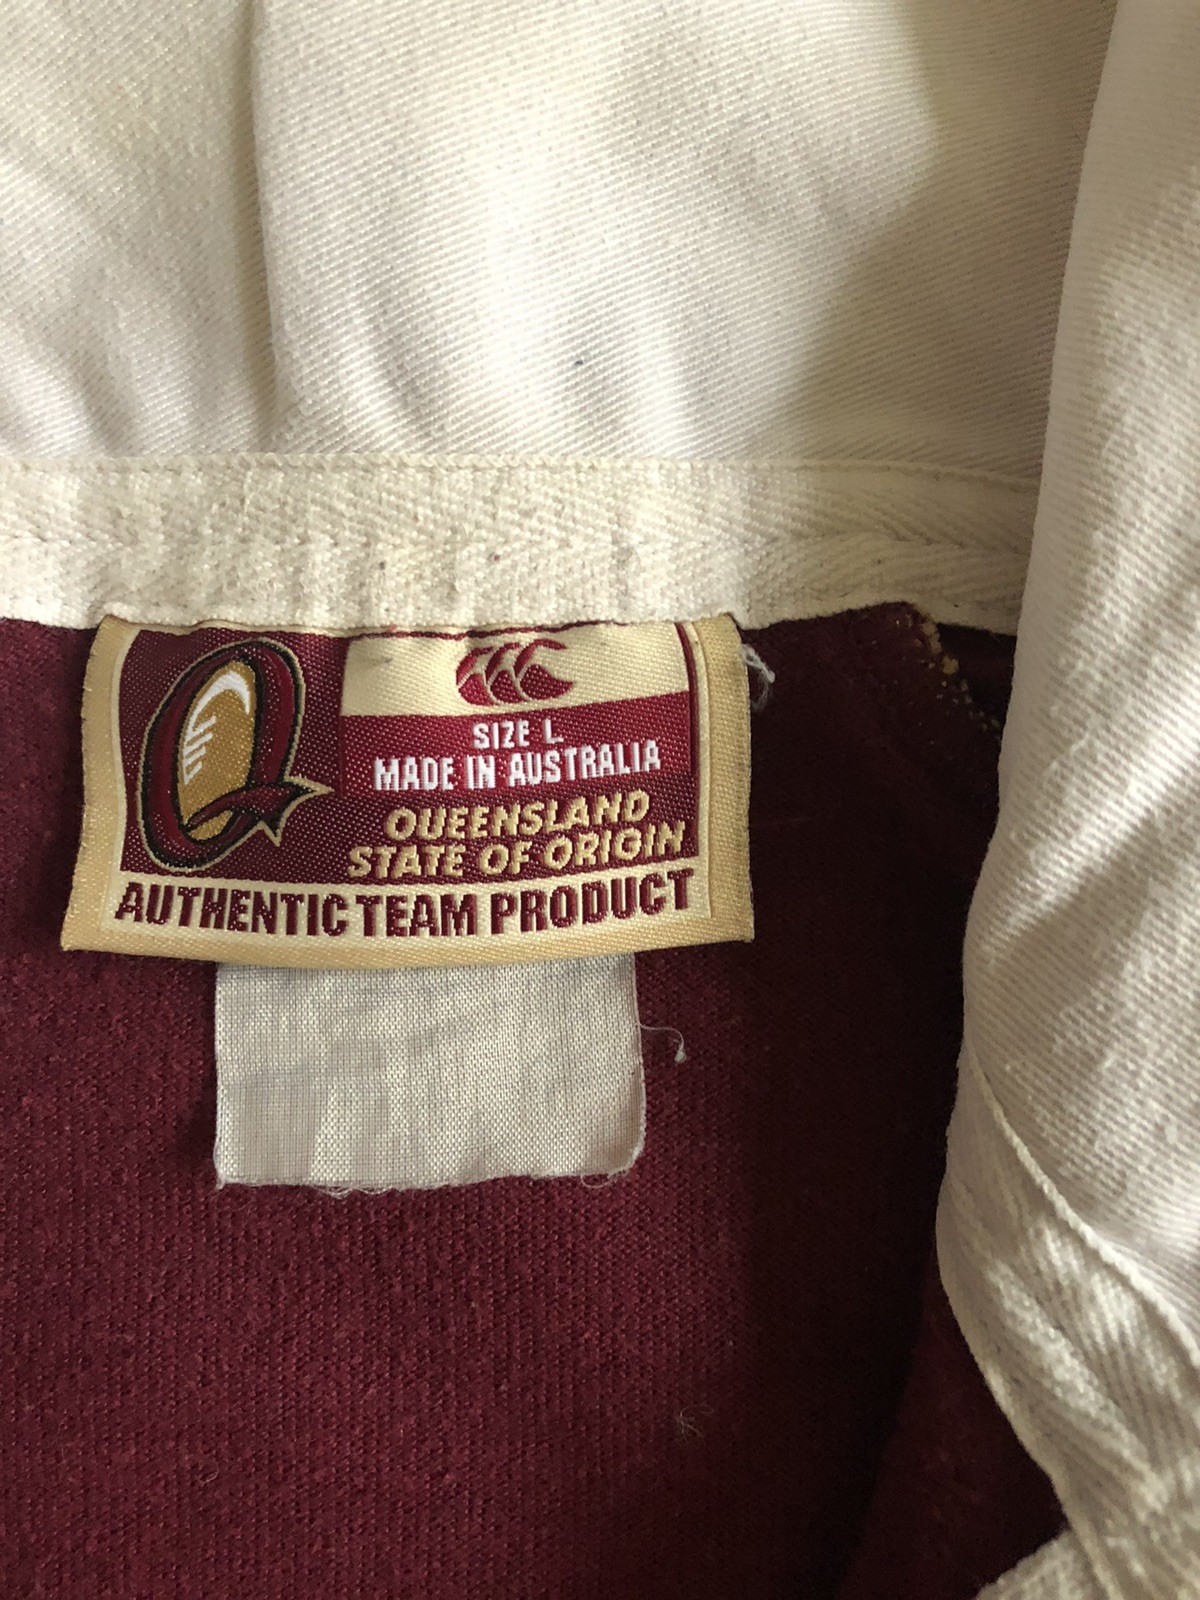 SIZE L
MADE IN AUSTRALIA
QUEENSLAND
STATE OF ORIGIN
AUTHENTIC TEAM PRODUCT